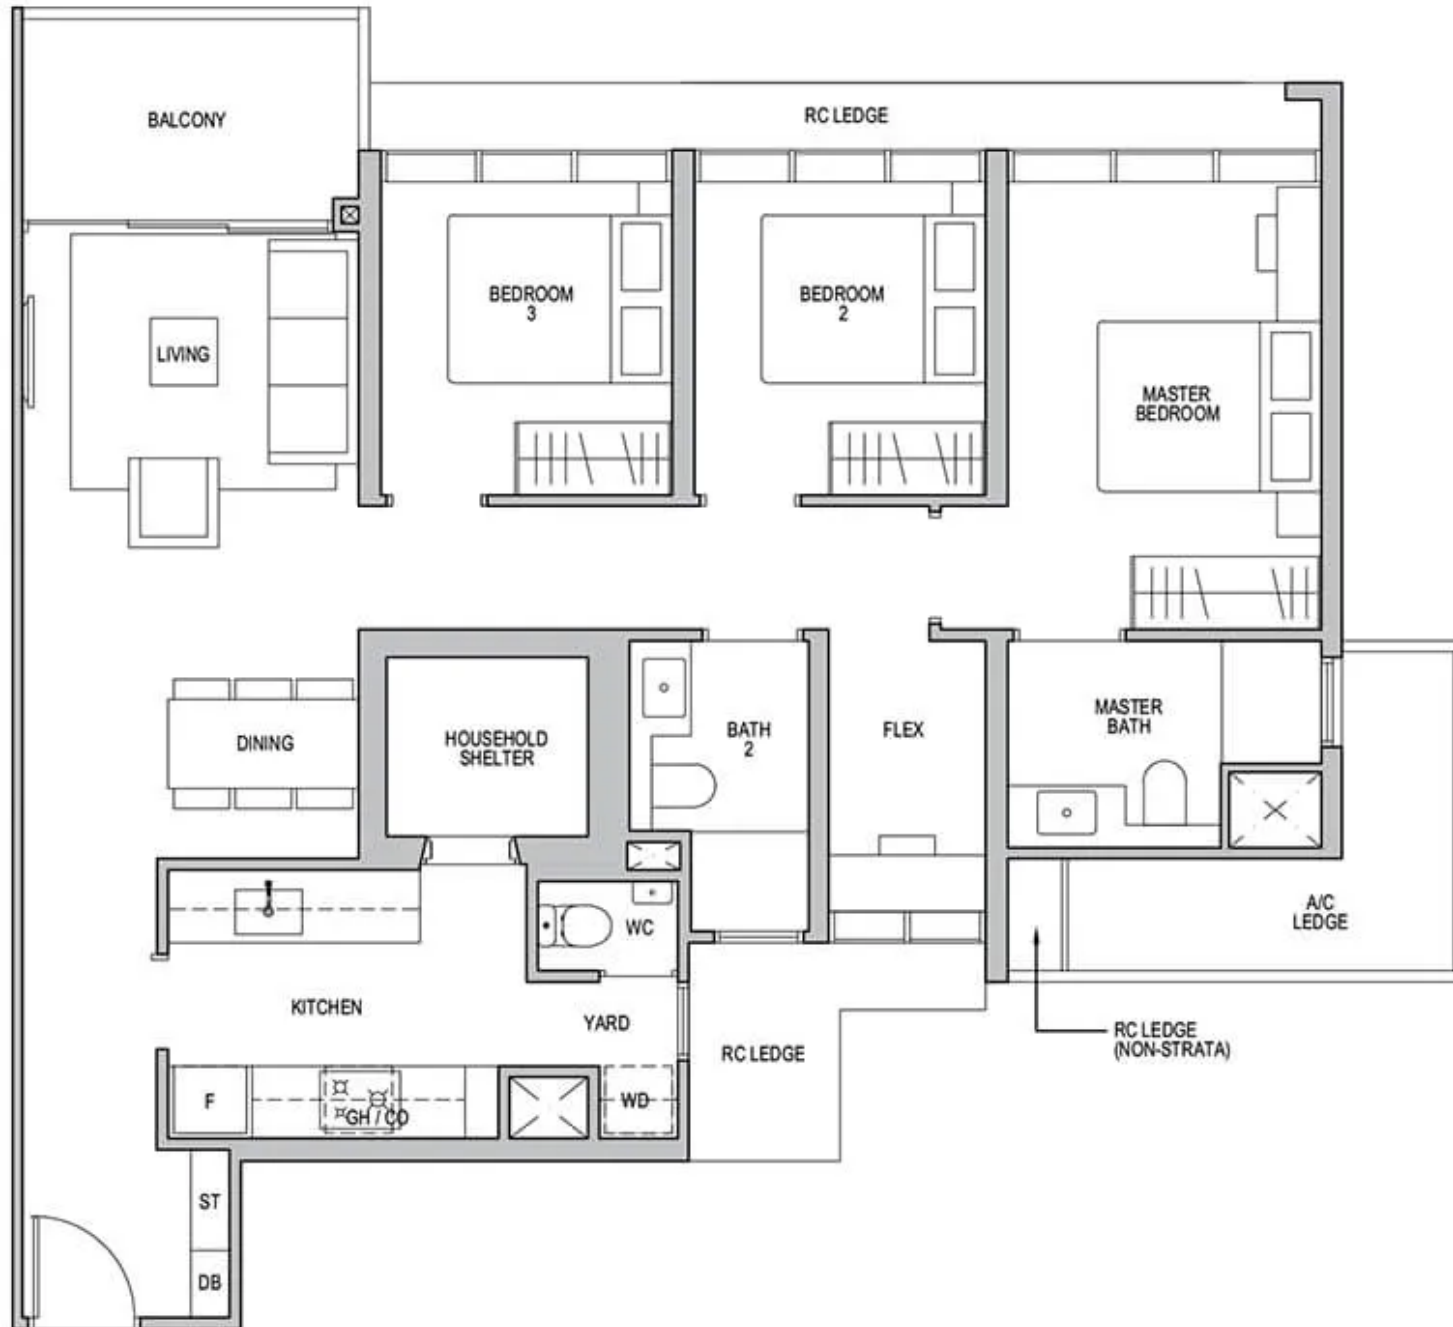 BALCONY
RC LEDGE
BEDROOM
3
BEDROOM
2
LIVING
MASTER
BEDROOM
DINING
HOUSEHOLD
SHELTER
BATH
2
FLEX
MASTER
BATH
WC
A/C
LEDGE
KITCHEN
YARD
RC LEDGE
RC LEDGE
(NON-STRATA)
F
GH / CO
WD
ST
DB